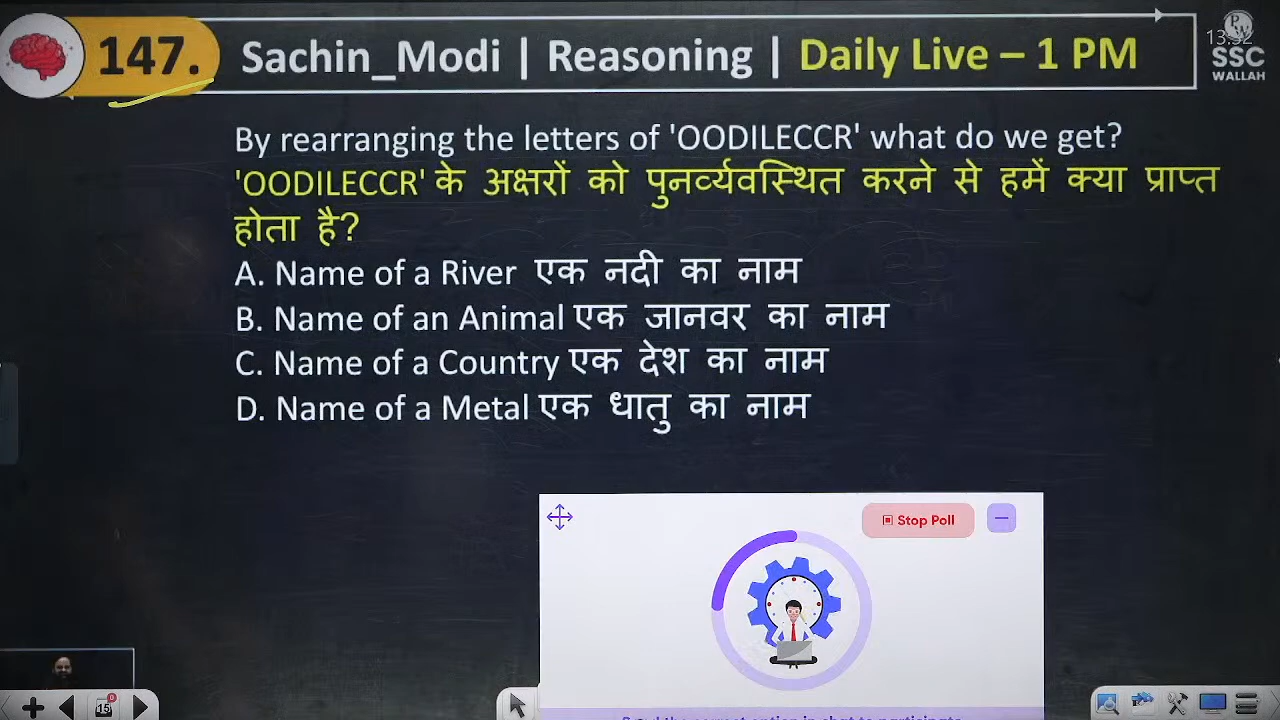 147. Sachin_Modi | Reasoning | Daily Live – 1 PM
SSC
WALLAH
By rearranging the letters of 'OODILECCR' what do we get?
'OODILECCR' के अक्षरों को पुनर्व्यवस्थित करने से हमें क्या प्राप्त
होता है?
A. Name of a River एक नदी का नाम
B. Name of an Animal एक जानवर का नाम
C. Name of a Country एक देश का नाम
D. Name of a Metal एक धातु का नाम
Stop Poll
15